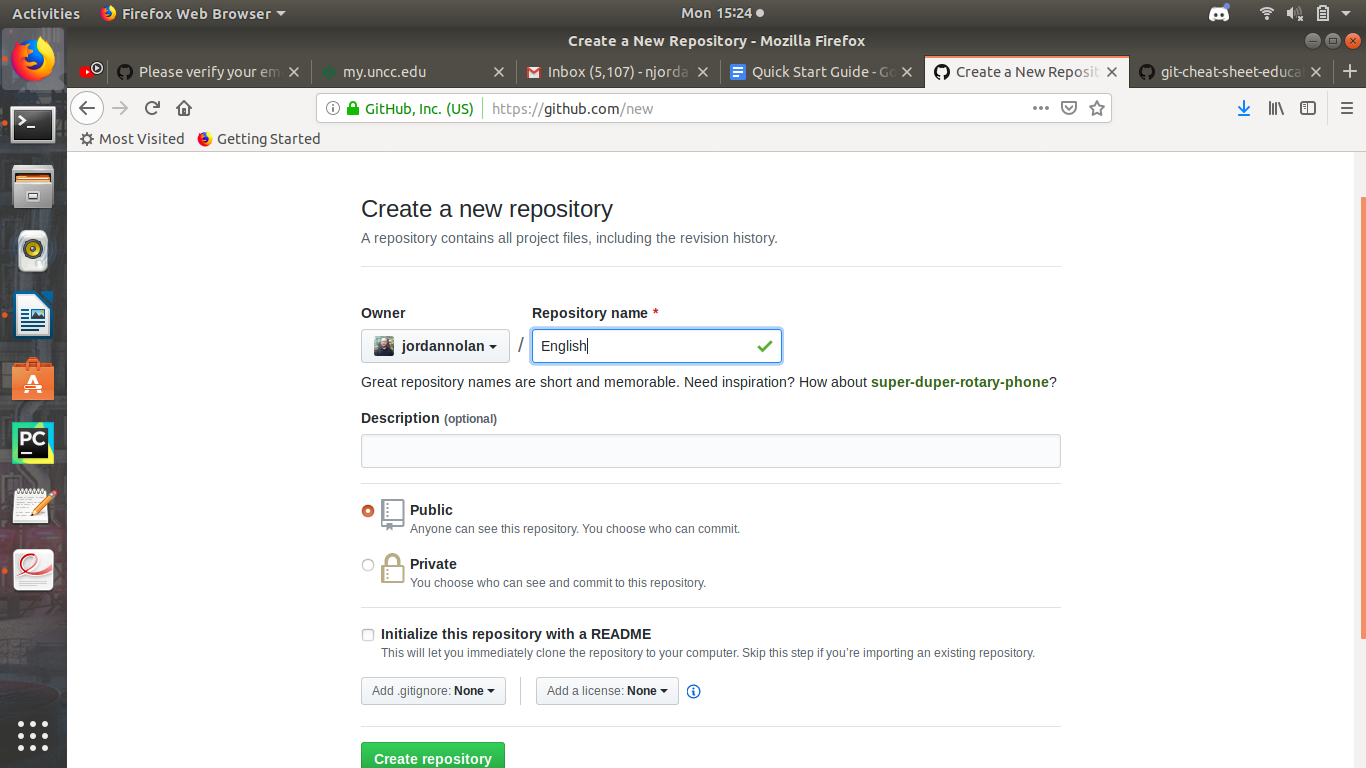 Activities Firefox Web Browser Mon 15:24
Create a New Repository - Mozilla Firefox
Please verify your em my.uncc.edu Inbox (5,107) - njorda Quick Start Guide - Go Create a New Reposit git-cheat-sheet-educat
GitHub, Inc. (US) https://github.com/new
Most Visited Getting Started
Create a new repository
A repository contains all project files, including the revision history.
Owner Repository name *
jordannolan / English
Great repository names are short and memorable. Need inspiration? How about super-duper-rotary-phone?
Description (optional)
Public
Anyone can see this repository. You choose who can commit.
Private
You choose who can see and commit to this repository.
Initialize this repository with a README
This will let you immediately clone the repository to your computer. Skip this step if you’re importing an existing repository.
Add .gitignore: None Add a license: None
Create repository
PC